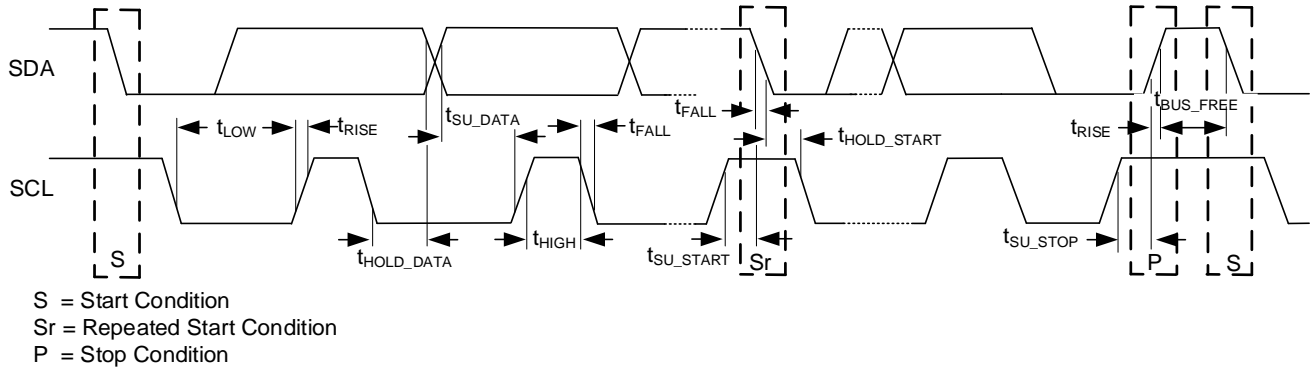 SDA
tFALL
tBUS_FREE
tLOW
tRISE
tSU_DATA
tFALL
tRISE
tHOLD_START
SCL
tHOLD_DATA
tHIGH
tSU_START
tSU_STOP
S
Sr
P
S
S = Start Condition
Sr = Repeated Start Condition
P = Stop Condition